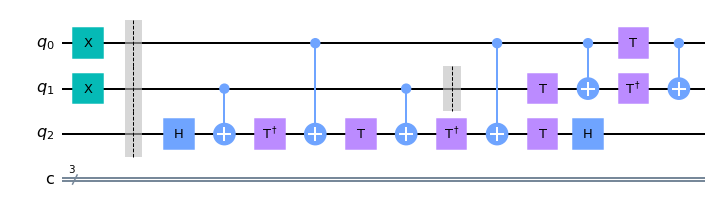 q0 X T
q1 X T T†
q2 H T† T T† T H
c 3